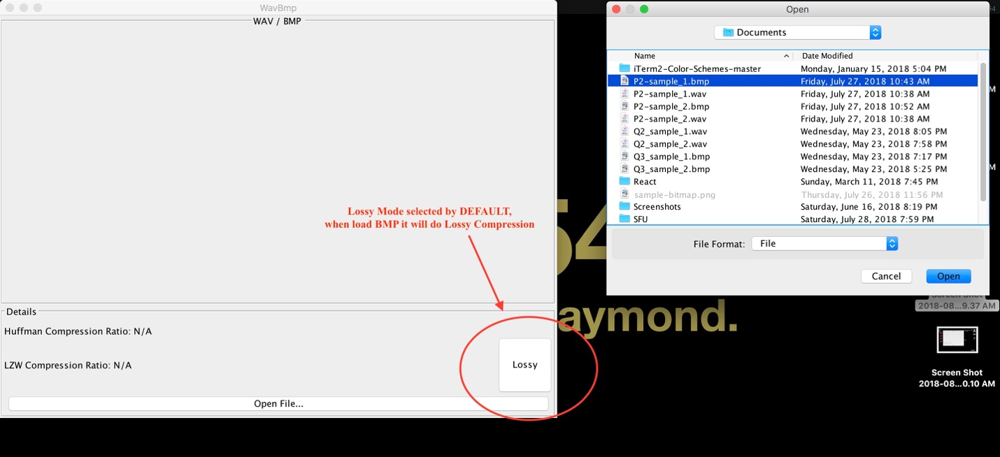 WavBmp
WAV / BMP
Lossy Mode selected by DEFAULT,
when load BMP it will do Lossy Compression
Details
Huffman Compression Ratio: N/A
LZW Compression Ratio: N/A
Lossy
Open File...
Open
Documents
Name Date Modified
iTerm2-Color-Schemes-master Monday, January 15, 2018 5:04 PM
P2-sample_1.bmp Friday, July 27, 2018 10:43 AM
P2-sample_1.wav Friday, July 27, 2018 10:38 AM
P2-sample_2.bmp Friday, July 27, 2018 10:52 AM
P2-sample_2.wav Friday, July 27, 2018 10:38 AM
Q2_sample_1.wav Wednesday, May 23, 2018 8:05 PM
Q2_sample_2.wav Wednesday, May 23, 2018 7:58 PM
Q3_sample_1.bmp Wednesday, May 23, 2018 7:17 PM
Q3_sample_2.bmp Wednesday, May 23, 2018 5:25 PM
React Sunday, March 11, 2018 7:45 PM
sample-bitmap.png Thursday, July 26, 2018 11:56 PM
Screenshots Saturday, June 16, 2018 8:19 PM
SFU Saturday, July 28, 2018 7:59 PM
File Format: File
Cancel Open
54
aymond.
M
M
Screen Shot
2018-08...9.37 AM
Screen Shot
2018-08...0.10 AM